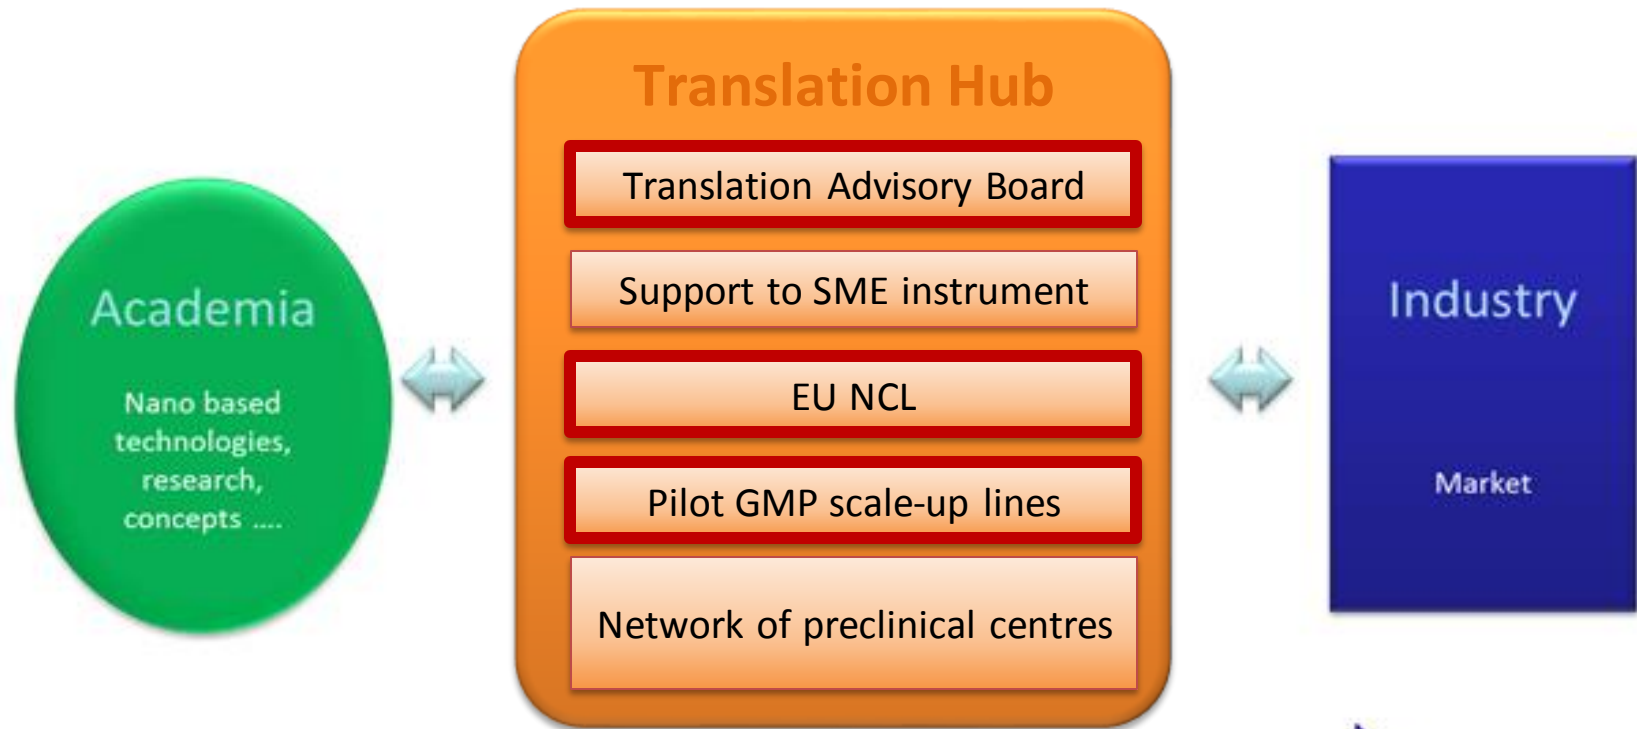 Translation Hub
Translation Advisory Board
Support to SME instrument
EU NCL
Pilot GMP scale-up lines
Network of preclinical centres
Academia
Nano based
technologies,
research,
concepts ....
Industry
Market